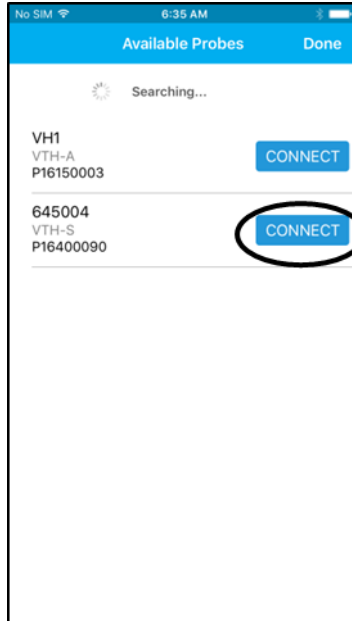 No SIM 6:35 AM
Available Probes Done
Searching...
VH1
VTH-A
P16150003
CONNECT
645004
VTH-S
P16400090
CONNECT